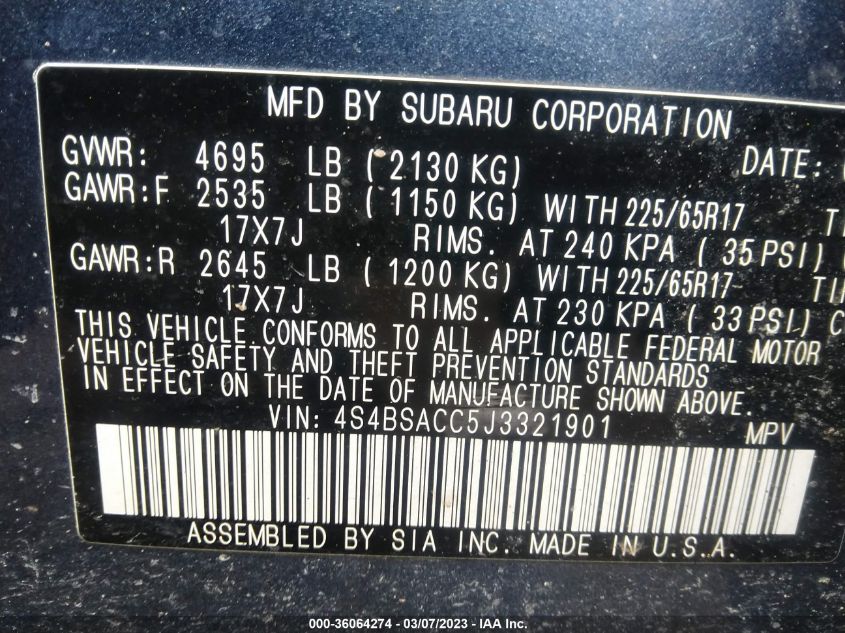 MFD BY SUBARU CORPORATION
GVWR: 4695 LB (2130 KG) DATE:
GAWR:F 2535 LB (1150 KG) WITH 225/65R17
17X7J RIMS. AT 240 KPA (35 PSI)
GAWR:R 2645 LB (1200 KG) WITH 225/65R17
17X7J RIMS. AT 230 KPA (33 PSI) C
THIS VEHICLE CONFORMS TO ALL APPLICABLE FEDERAL MOTOR
VEHICLE SAFETY AND THEFT PREVENTION STANDARDS
IN EFFECT ON THE DATE OF MANUFACTURE SHOWN ABOVE.
VIN: 4S4BSACC5J3321901 MPV
ASSEMBLED BY SIA INC. MADE IN U.S.A.
000-36064274 — 03/07/2023 — IAA Inc.